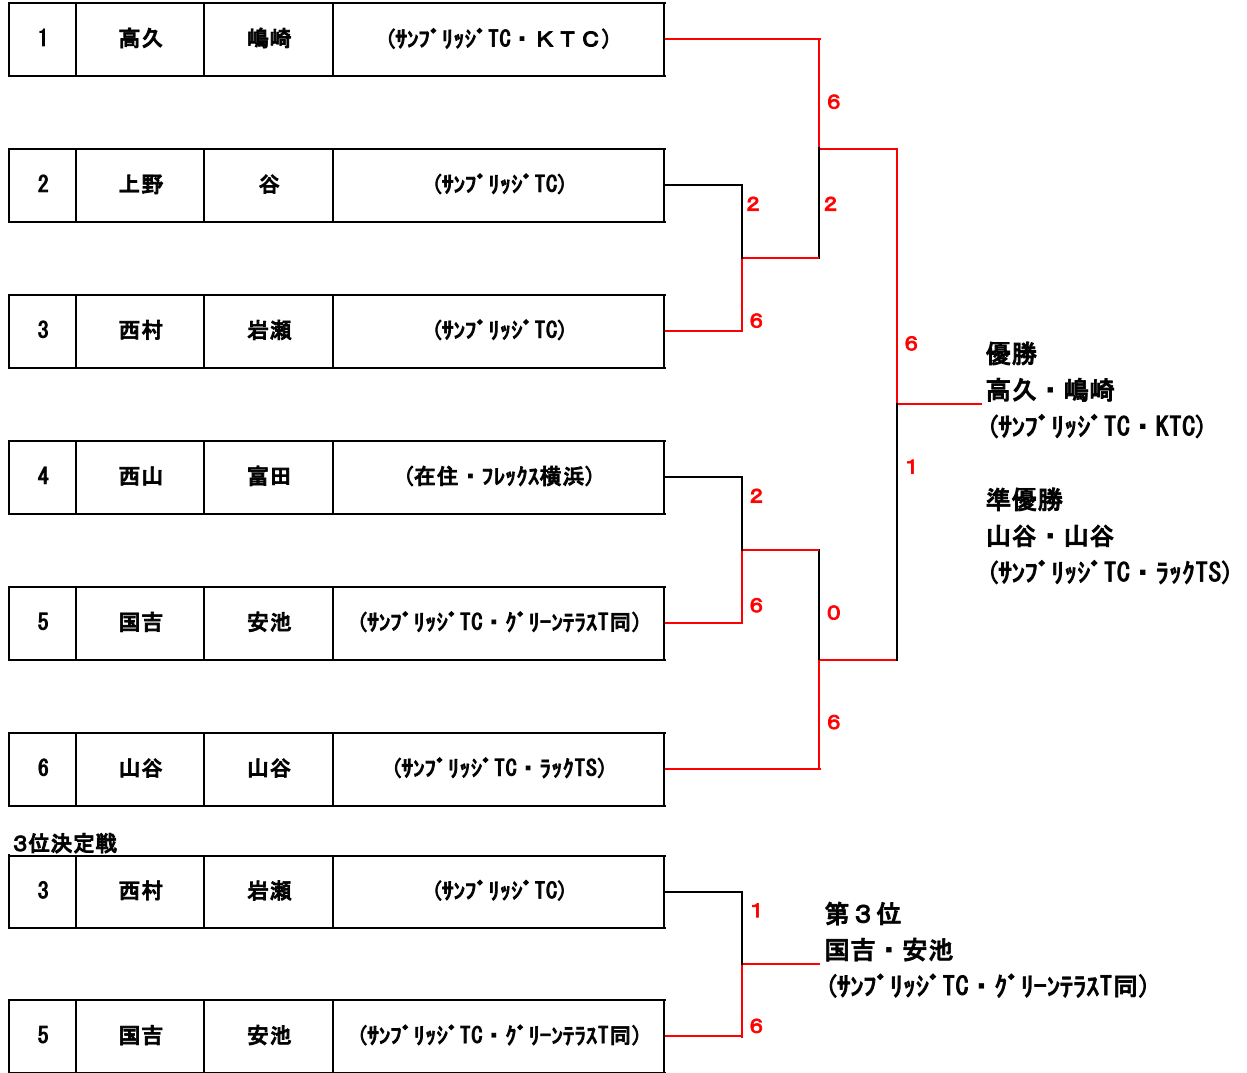 1 高久 嶋崎 (ｻﾝﾌﾞﾘｯｼﾞTC・ＫＴＣ)
6
2 上野 谷 (ｻﾝﾌﾞﾘｯｼﾞTC)
2 2
3 西村 岩瀬 (ｻﾝﾌﾞﾘｯｼﾞTC)
6
6
優勝
高久・嶋崎
(ｻﾝﾌﾞﾘｯｼﾞTC・KTC)
4 西山 富田 (在住・ﾌﾚｯｸｽ横浜)
1
2
準優勝
山谷・山谷
(ｻﾝﾌﾞﾘｯｼﾞTC・ﾗｯｸTS)
5 国吉 安池 (ｻﾝﾌﾞﾘｯｼﾞTC・ｸﾞﾘｰﾝﾃﾗｽT同)
6
0
6
6 山谷 山谷 (ｻﾝﾌﾞﾘｯｼﾞTC・ﾗｯｸTS)
３位決定戦
3 西村 岩瀬 (ｻﾝﾌﾞﾘｯｼﾞTC)
1
第３位
国吉・安池
(ｻﾝﾌﾞﾘｯｼﾞTC・ｸﾞﾘｰﾝﾃﾗｽT同)
5 国吉 安池 (ｻﾝﾌﾞﾘｯｼﾞTC・ｸﾞﾘｰﾝﾃﾗｽT同)
6